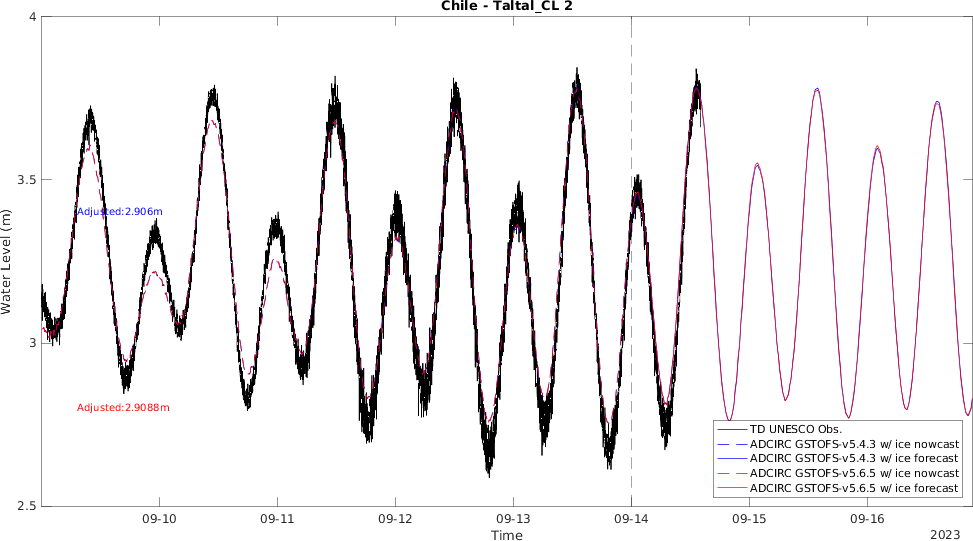 Chile - Taltal_CL 2
4
3.5
3
2.5
Water Level (m)
Adjusted:2.906m
Adjusted:2.9088m
TD UNESCO Obs.
ADCIRC GSTOFS-v5.4.3 w/ ice nowcast
ADCIRC GSTOFS-v5.4.3 w/ ice forecast
ADCIRC GSTOFS-v5.6.5 w/ ice nowcast
ADCIRC GSTOFS-v5.6.5 w/ ice forecast
09-10 09-11 09-12 09-13 09-14 09-15 09-16
Time
2023